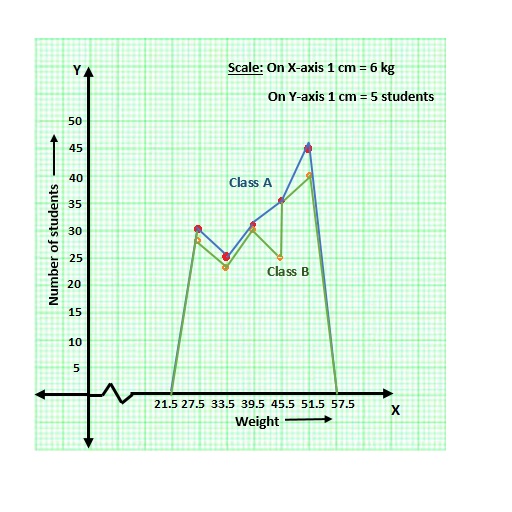 Scale: On X-axis 1 cm = 6 kg
On Y-axis 1 cm = 5 students
Y
50
45
40
35
30
25
20
15
10
5
Number of students
Class A
Class B
21.5 27.5 33.5 39.5 45.5 51.5 57.5
X
Weight